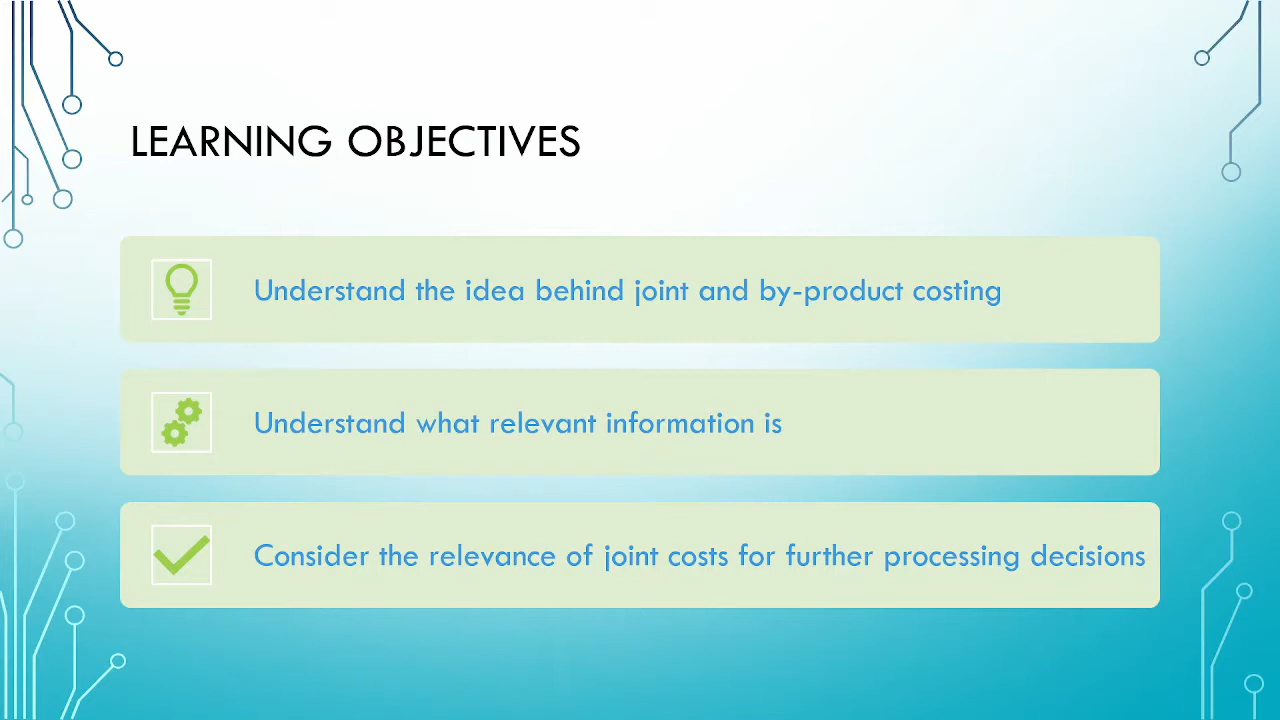 LEARNING OBJECTIVES
Understand the idea behind joint and by-product costing
Understand what relevant information is
Consider the relevance of joint costs for further processing decisions